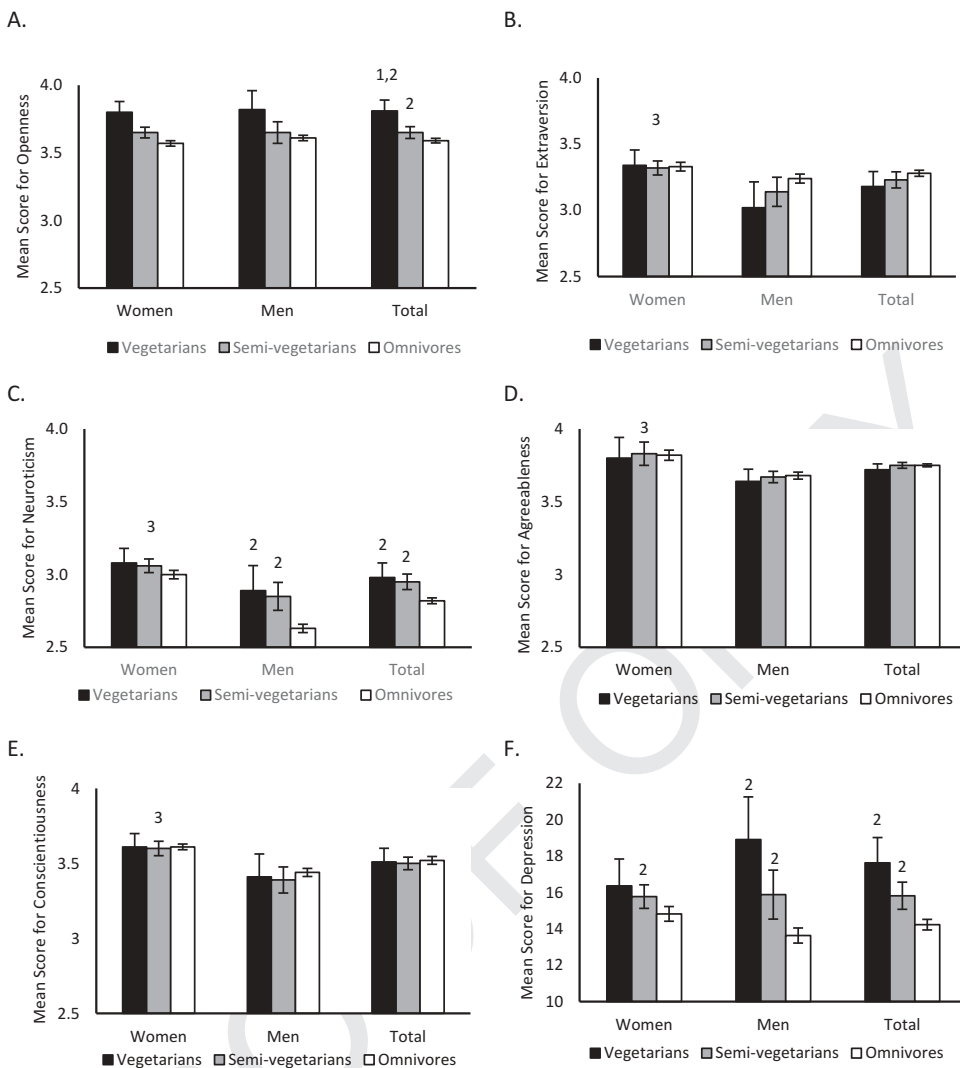 A.
Mean Score for Openness
4.0
3.5
3.0
2.5
1,2
2
Women Men Total
Vegetarians Semi-vegetarians Omnivores
B.
Mean Score for Extraversion
4.0
3.5
3.0
2.5
3
Women Men Total
Vegetarians Semi-vegetarians Omnivores
C.
Mean Score for Neuroticism
4.0
3.5
3.0
2.5
3 2 2 2 2
Women Men Total
Vegetarians Semi-vegetarians Omnivores
D.
Mean Score for Agreeableness
4
3.5
3
2.5
3
Women Men Total
Vegetarians Semi-vegetarians Omnivores
E.
Mean Score for Conscientiousness
4
3.5
3
2.5
3
Women Men Total
Vegetarians Semi-vegetarians Omnivores
F.
Mean Score for Depression
22
20
18
16
14
12
10
2 2 2 2 2
Women Men Total
Vegetarians Semi-vegetarians Omnivores